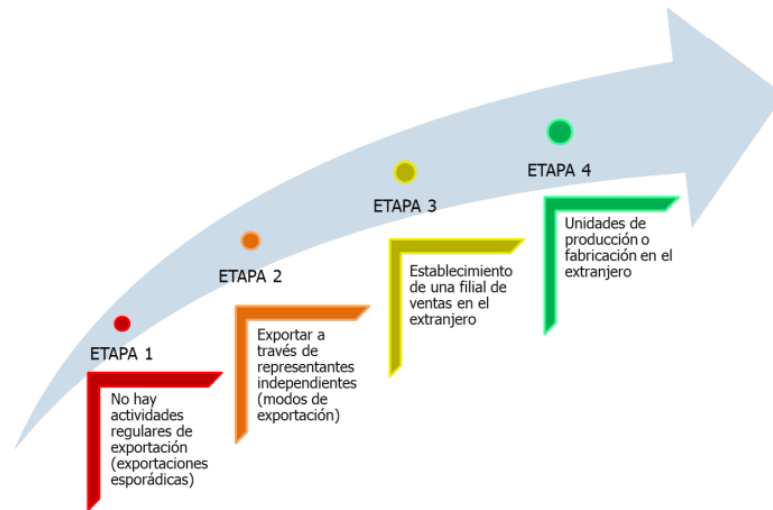 ETAPA 1
No hay
actividades
regulares de
exportación
(exportaciones
esporádicas)
ETAPA 2
Exportar a
través de
representantes
independientes
(modos de
exportación)
ETAPA 3
Establecimiento
de una filial de
ventas en el
extranjero
ETAPA 4
Unidades de
producción o
fabricación en el
extranjero